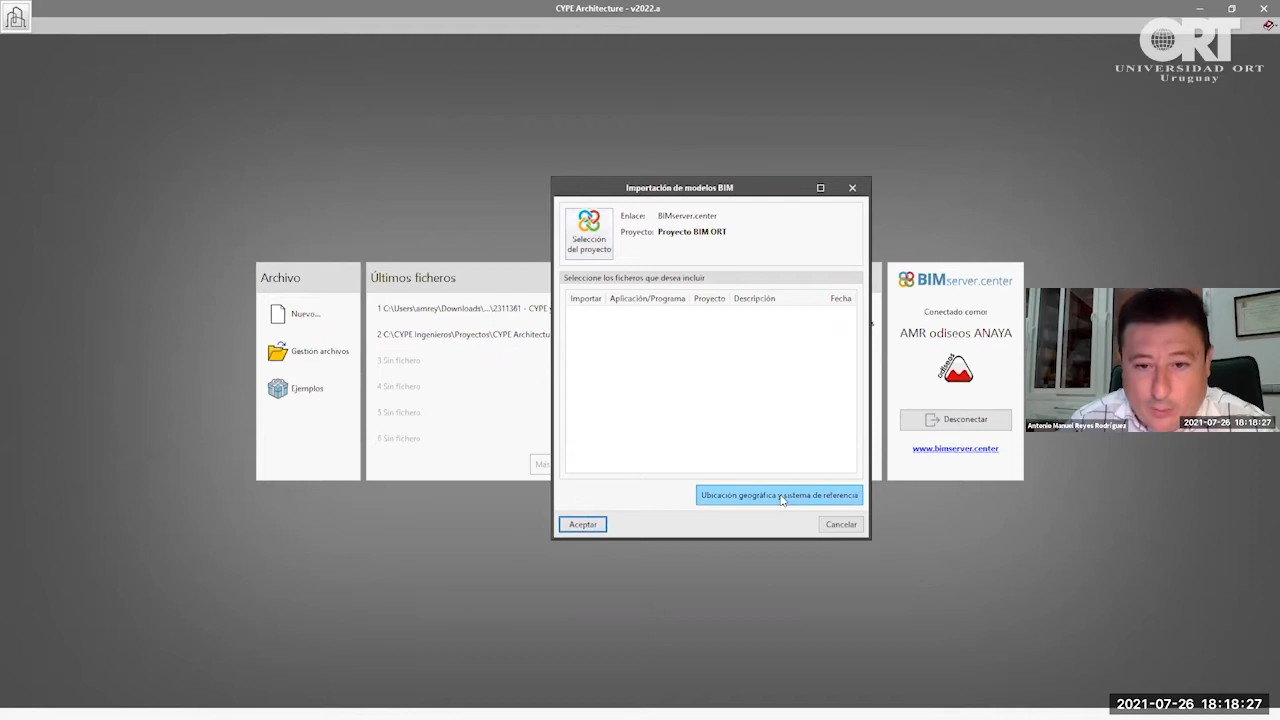 CYPE Architecture - v2022.a
ORT
UNIVERSIDAD ORT
Uruguay
Importación de modelos BIM
Selección
del proyecto
Enlace: BIMserver.center
Proyecto: Proyecto BIM ORT
Seleccione los ficheros que desea incluir
Importar Aplicación/Programa Proyecto Descripción Fecha
Ubicación geográfica y sistema de referencia
Aceptar
Cancelar
Archivo
Nuevo...
Gestión archivos
Ejemplos
Últimos ficheros
1 C:\Users\amrey\Downloads\...\2311361 - CYPE
2 C:\CYPE Ingenieros\Proyectos\CYPE Architectu
3 Sin fichero
4 Sin fichero
5 Sin fichero
6 Sin fichero
BIMserver.center
Conectado como:
AMR odiseos ANAYA
odiseos
Desconectar
www.bimserver.center
Antonio Manuel Reyes Rodríguez
2021-07-26 18:18:27
2021-07-26 18:18:27